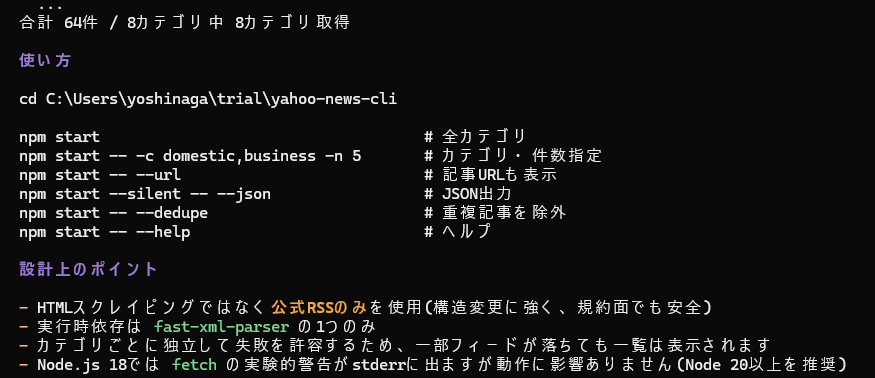 ...
合計 64件 / 8カテゴリ中 8カテゴリ取得
使い方
cd C:\Users\yoshinaga\trial\yahoo-news-cli
npm start # 全カテゴリ
npm start -- -c domestic,business -n 5 # カテゴリ・件数指定
npm start -- --url # 記事URLも表示
npm start --silent -- --json # JSON出力
npm start -- --dedupe # 重複記事を除外
npm start -- --help # ヘルプ
設計上のポイント
- HTMLスクレイピングではなく公式RSSのみを使用(構造変更に強く、規約面でも安全)
- 実行時依存は fast-xml-parser の1つのみ
- カテゴリごとに独立して失敗を許容するため、一部フィードが落ちても一覧は表示されます
- Node.js 18では fetch の実験的警告がstderrに出ますが動作に影響ありません(Node 20以上を推奨)